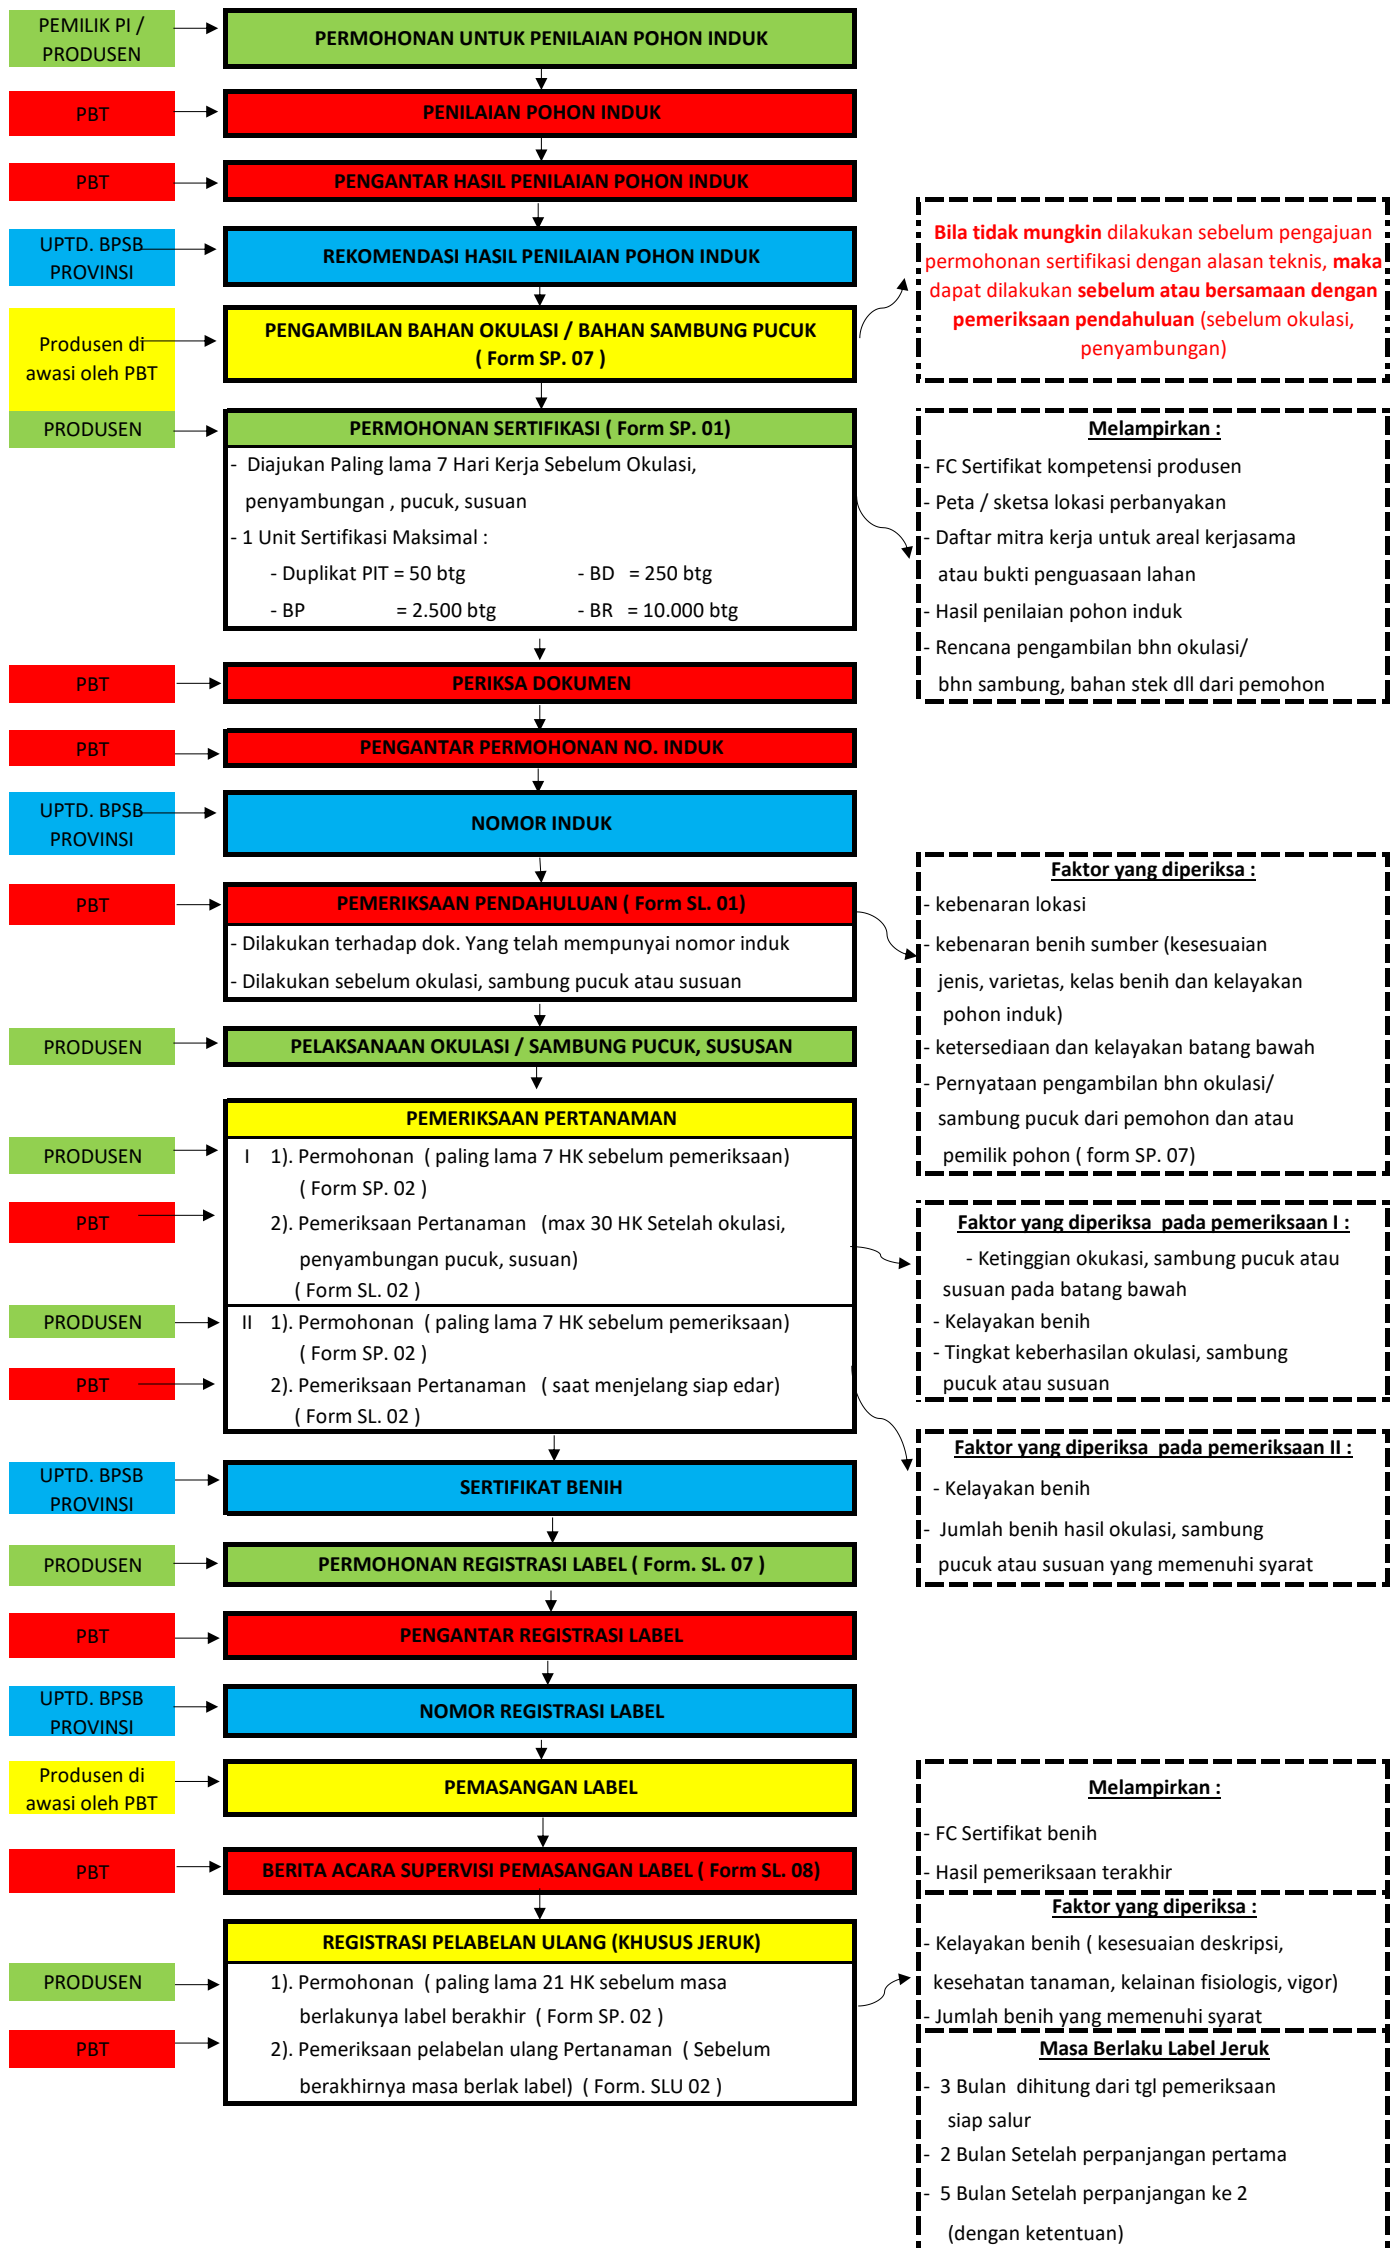 PEMILIK PI /
PRODUSEN
PERMOHONAN UNTUK PENILAIAN POHON INDUK
PBT
PENILAIAN POHON INDUK
PBT
PENGANTAR HASIL PENILAIAN POHON INDUK
UPTD. BPSB
PROVINSI
REKOMENDASI HASIL PENILAIAN POHON INDUK
Bila tidak mungkin dilakukan sebelum pengajuan
permohonan sertifikasi dengan alasan teknis, maka
dapat dilakukan sebelum atau bersamaan dengan
pemeriksaan pendahuluan (sebelum okulasi,
penyambungan)
Produsen di
awasi oleh PBT
PENGAMBILAN BAHAN OKULASI / BAHAN SAMBUNG PUCUK
( Form SP. 07 )
PRODUSEN
PERMOHONAN SERTIFIKASI ( Form SP. 01)
- Diajukan Paling lama 7 Hari Kerja Sebelum Okulasi,
penyambungan , pucuk, susuan
- 1 Unit Sertifikasi Maksimal :
- Duplikat PIT = 50 btg - BD = 250 btg
- BP = 2.500 btg - BR = 10.000 btg
Melampirkan :
- FC Sertifikat kompetensi produsen
- Peta / sketsa lokasi perbanyakan
- Daftar mitra kerja untuk areal kerjasama
atau bukti penguasaan lahan
- Hasil penilaian pohon induk
- Rencana pengambilan bhn okulasi/
bhn sambung, bahan stek dll dari pemohon
PBT
PERIKSA DOKUMEN
PBT
PENGANTAR PERMOHONAN NO. INDUK
UPTD. BPSB
PROVINSI
NOMOR INDUK
PBT
PEMERIKSAAN PENDAHULUAN ( Form SL. 01)
- Dilakukan terhadap dok. Yang telah mempunyai nomor induk
- Dilakukan sebelum okulasi, sambung pucuk atau susuan
Faktor yang diperiksa :
- kebenaran lokasi
- kebenaran benih sumber (kesesuaian
jenis, varietas, kelas benih dan kelayakan
pohon induk)
- ketersediaan dan kelayakan batang bawah
- Pernyataan pengambilan bhn okulasi/
sambung pucuk dari pemohon dan atau
pemilik pohon ( form SP. 07)
PRODUSEN
PELAKSANAAN OKULASI / SAMBUNG PUCUK, SUSUSAN
PEMERIKSAAN PERTANAMAN
PRODUSEN
I 1). Permohonan ( paling lama 7 HK sebelum pemeriksaan)
( Form SP. 02 )
PBT
2). Pemeriksaan Pertanaman (max 30 HK Setelah okulasi,
penyambungan pucuk, susuan)
( Form SL. 02 )
PRODUSEN
II 1). Permohonan ( paling lama 7 HK sebelum pemeriksaan)
( Form SP. 02 )
PBT
2). Pemeriksaan Pertanaman ( saat menjelang siap edar)
( Form SL. 02 )
Faktor yang diperiksa pada pemeriksaan I :
- Ketinggian okukasi, sambung pucuk atau
susuan pada batang bawah
- Kelayakan benih
- Tingkat keberhasilan okulasi, sambung
pucuk atau susuan
Faktor yang diperiksa pada pemeriksaan II :
- Kelayakan benih
- Jumlah benih hasil okulasi, sambung
pucuk atau susuan yang memenuhi syarat
UPTD. BPSB
PROVINSI
SERTIFIKAT BENIH
PRODUSEN
PERMOHONAN REGISTRASI LABEL ( Form. SL. 07 )
PBT
PENGANTAR REGISTRASI LABEL
UPTD. BPSB
PROVINSI
NOMOR REGISTRASI LABEL
Produsen di
awasi oleh PBT
PEMASANGAN LABEL
PBT
BERITA ACARA SUPERVISI PEMASANGAN LABEL ( Form SL. 08)
REGISTRASI PELABELAN ULANG (KHUSUS JERUK)
PRODUSEN
1). Permohonan ( paling lama 21 HK sebelum masa
berlakunya label berakhir ( Form SP. 02 )
PBT
2). Pemeriksaan pelabelan ulang Pertanaman ( Sebelum
berakhirnya masa berlak label) ( Form. SLU 02 )
Melampirkan :
- FC Sertifikat benih
- Hasil pemeriksaan terakhir
Faktor yang diperiksa :
- Kelayakan benih ( kesesuaian deskripsi,
kesehatan tanaman, kelainan fisiologis, vigor)
- Jumlah benih yang memenuhi syarat
Masa Berlaku Label Jeruk
- 3 Bulan dihitung dari tgl pemeriksaan
siap salur
- 2 Bulan Setelah perpanjangan pertama
- 5 Bulan Setelah perpanjangan ke 2
(dengan ketentuan)